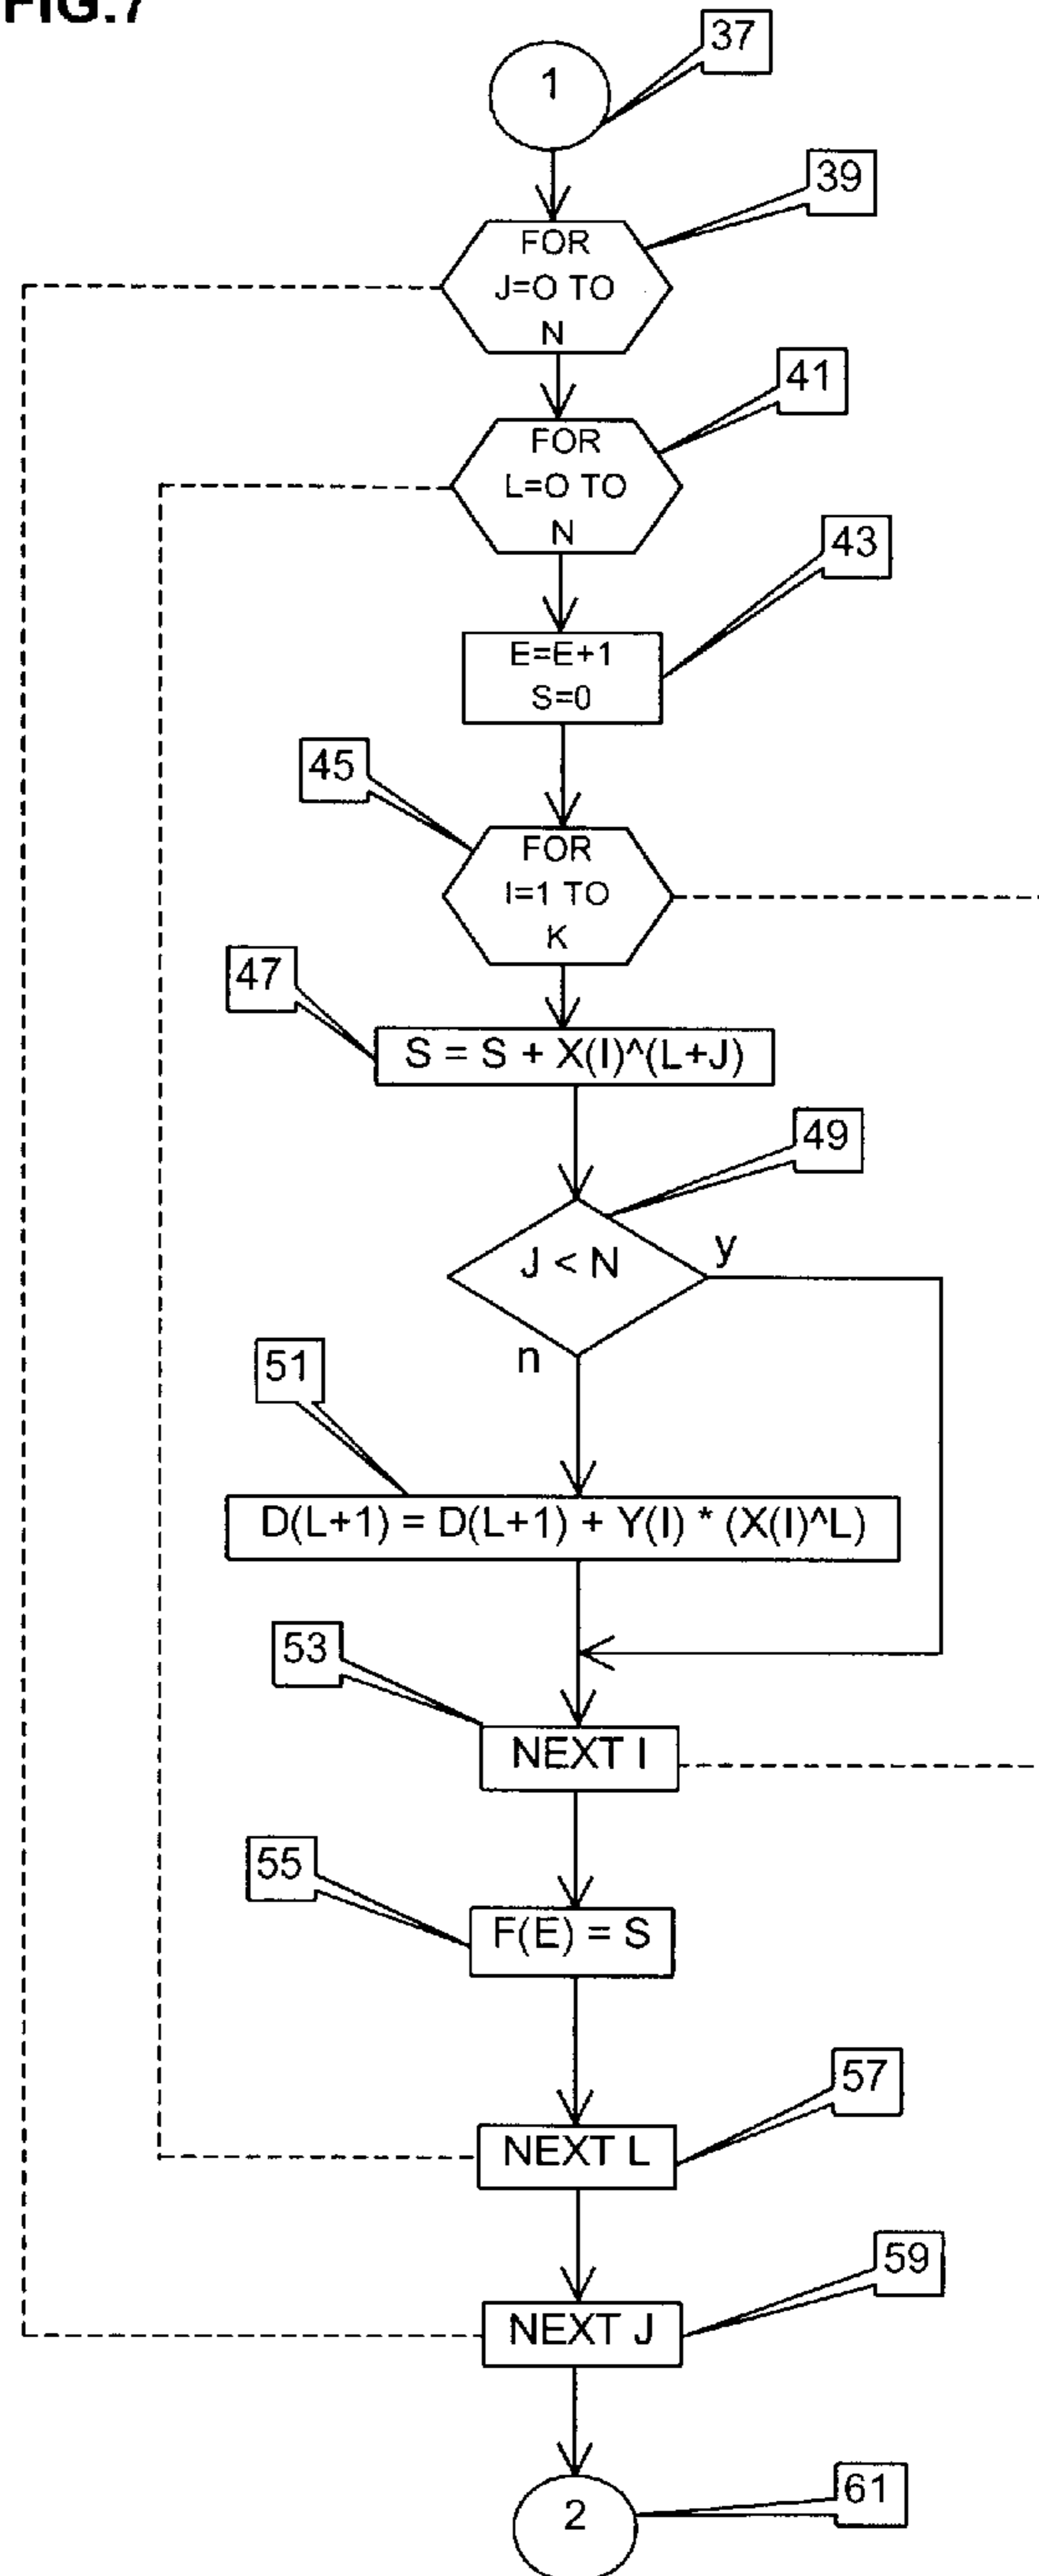 FIG.7
37
1
39
FOR
J=O TO
N
41
FOR
L=O TO
N
43
E=E+1
S=0
45
FOR
I=1 TO
K
47
S = S + X(I)^(L+J)
49
J < N
y
n
51
D(L+1) = D(L+1) + Y(I) * (X(I)^L)
53
NEXT I
55
F(E) = S
57
NEXT L
59
NEXT J
61
2